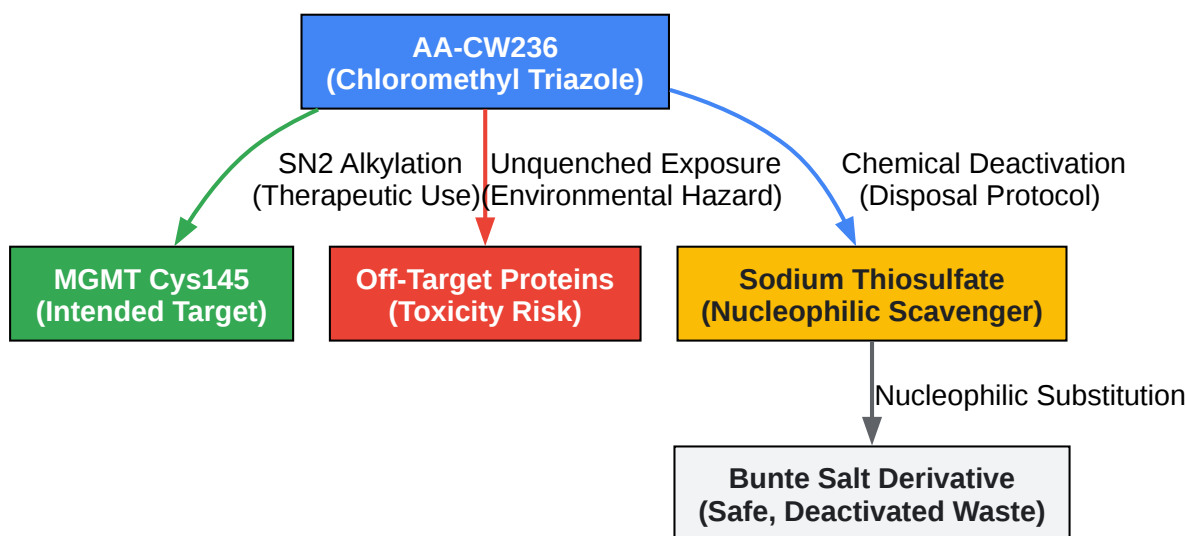 AA-CW236
(Chloromethyl Triazole)
SN2 Alkylation
(Therapeutic Use)
Unquenched Exposure
(Environmental Hazard)
Chemical Deactivation
(Disposal Protocol)
MGMT Cys145
(Intended Target)
Off-Target Proteins
(Toxicity Risk)
Sodium Thiosulfate
(Nucleophilic Scavenger)
Nucleophilic Substitution
Bunte Salt Derivative
(Safe, Deactivated Waste)